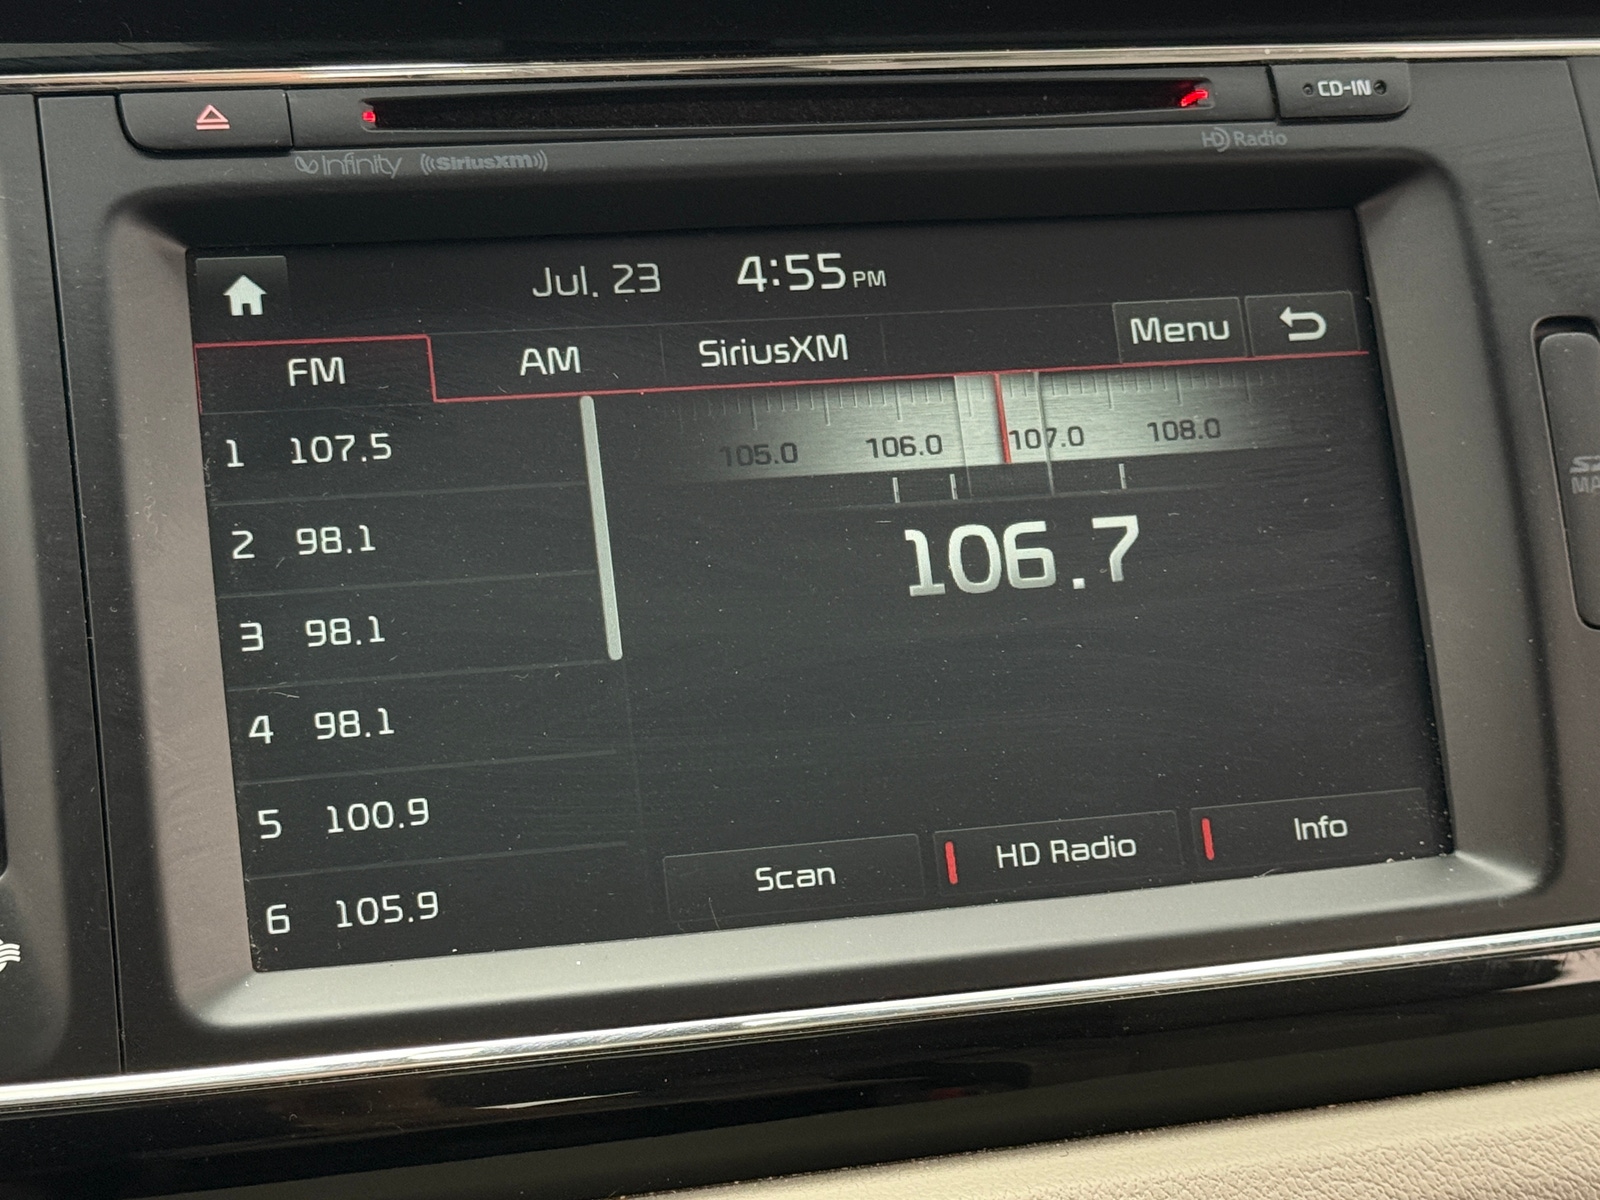 CD-IN
Infinity ((SiriusXM)) HD Radio
Jul. 23 4:55 PM
FM AM SiriusXM Menu
105.0 106.0 107.0 108.0
106.7
1 107.5
2 98.1
3 98.1
4 98.1
5 100.9
6 105.9
Scan HD Radio Info